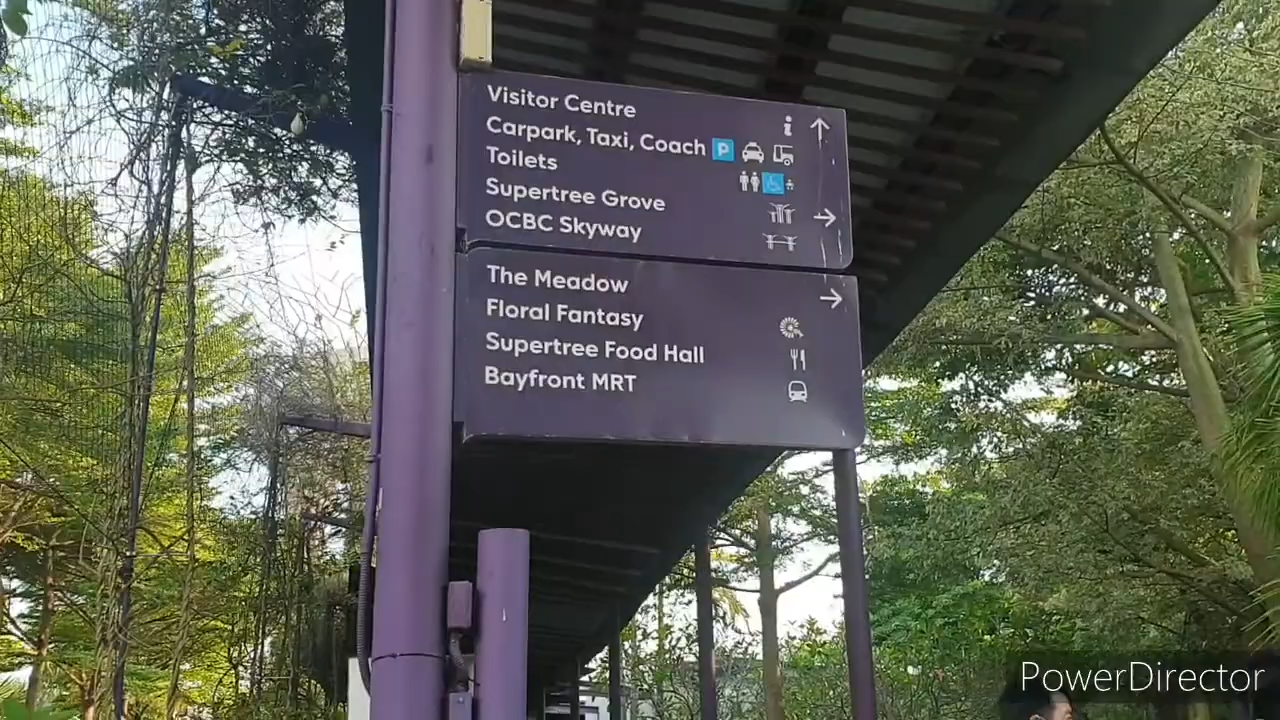 Visitor Centre
Carpark, Taxi, Coach P
Toilets
Supertree Grove
OCBC Skyway
The Meadow
Floral Fantasy
Supertree Food Hall
Bayfront MRT
PowerDirector